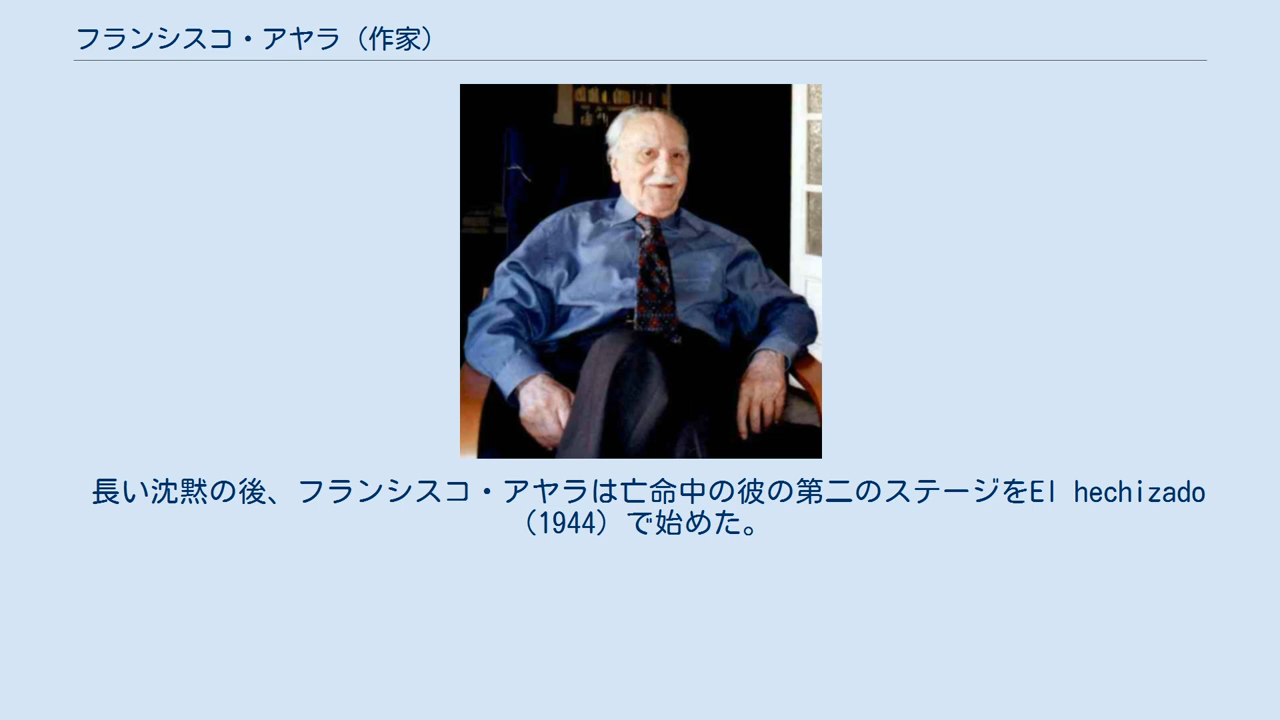 フランシスコ・アヤラ（作家）
長い沈黙の後、フランシスコ・アヤラは亡命中の彼の第二のステージをEl hechizado
（1944）で始めた。